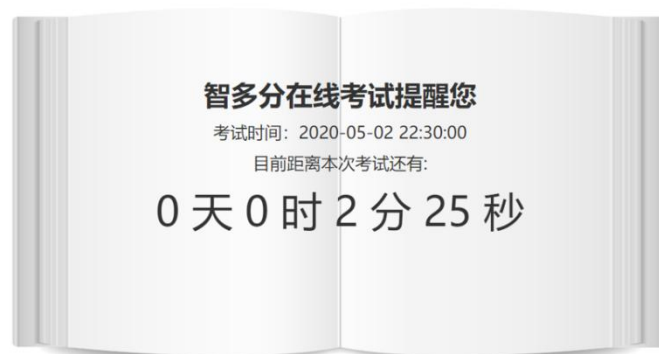 智多分在线考试提醒您
考试时间：2020-05-02 22:30:00
目前距离本次考试还有:
0 天 0 时 2 分 25 秒